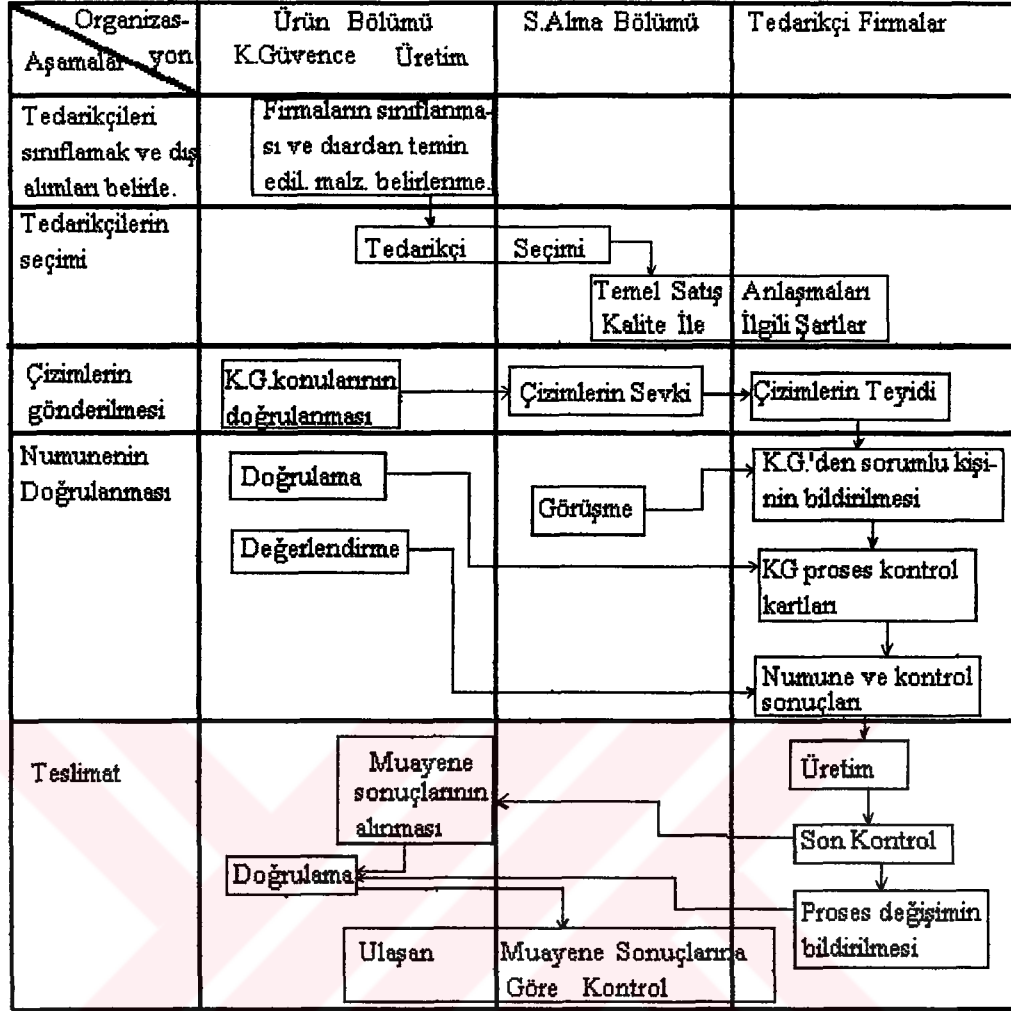 Organizas-
yon
Aşamalar
Ürün Bölümü
K.Güvence Üretim
S.Alma Bölümü
Tedarikçi Firmalar
Tedarikçileri
sınıflamak ve dış
alımları belirle.
Firmaların sınıflanma-
sı ve dıardan temin
edil. malz. belirlenme.
Tedarikçilerin
seçimi
Tedarikçi Seçimi
Temel Satış Anlaşmaları
Kalite İle İlgili Şartlar
Çizimlerin
gönderilmesi
K.G.konularının
doğrulanması
Çizimlerin Sevki
Çizimlerin Teyidi
Numunenin
Doğrulanması
Doğrulama
Görüşme
K.G.'den sorumlu kişi-
nin bildirilmesi
Değerlendirme
KG proses kontrol
kartları
Numune ve kontrol
sonuçları
Teslimat
Muayene
sonuçlarının
alınması
Üretim
Son Kontrol
Doğrulama
Proses değişimin
bildirilmesi
Ulaşan Muayene Sonuçlarına
Göre Kontrol